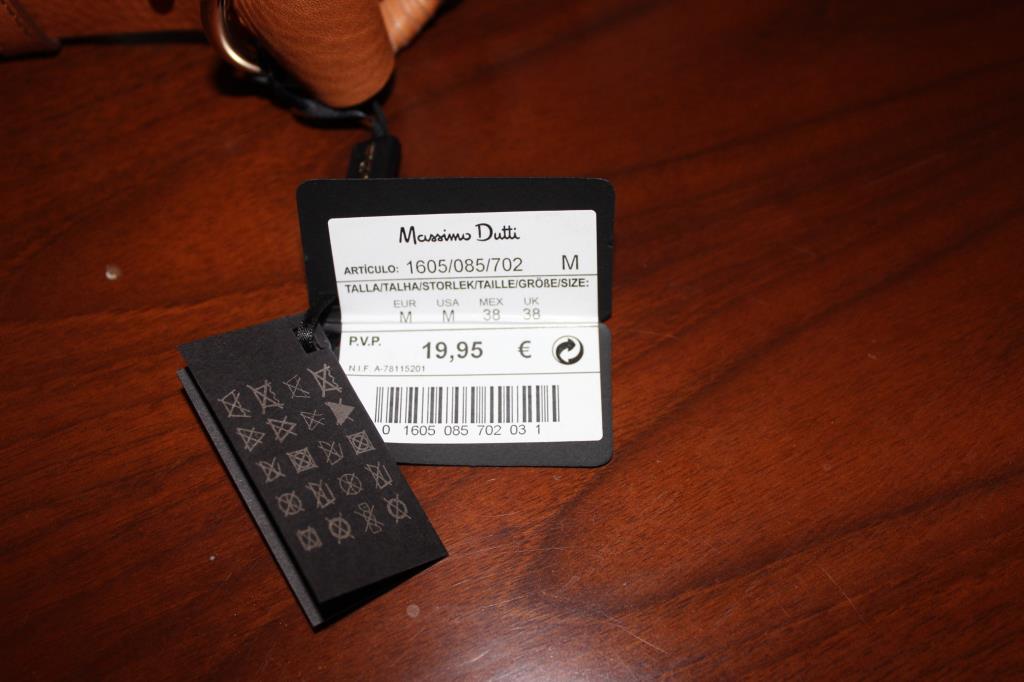 Massimo Dutti
ARTÍCULO: 1605/085/702 M
TALLA/TALHA/STORLEK/TAILLE/GRÖßE/SIZE:
EUR USA MEX UK
M M 38 38
P.V.P. 19,95 €
N.I.F. A-78115201
0 1605 085 702 03 1